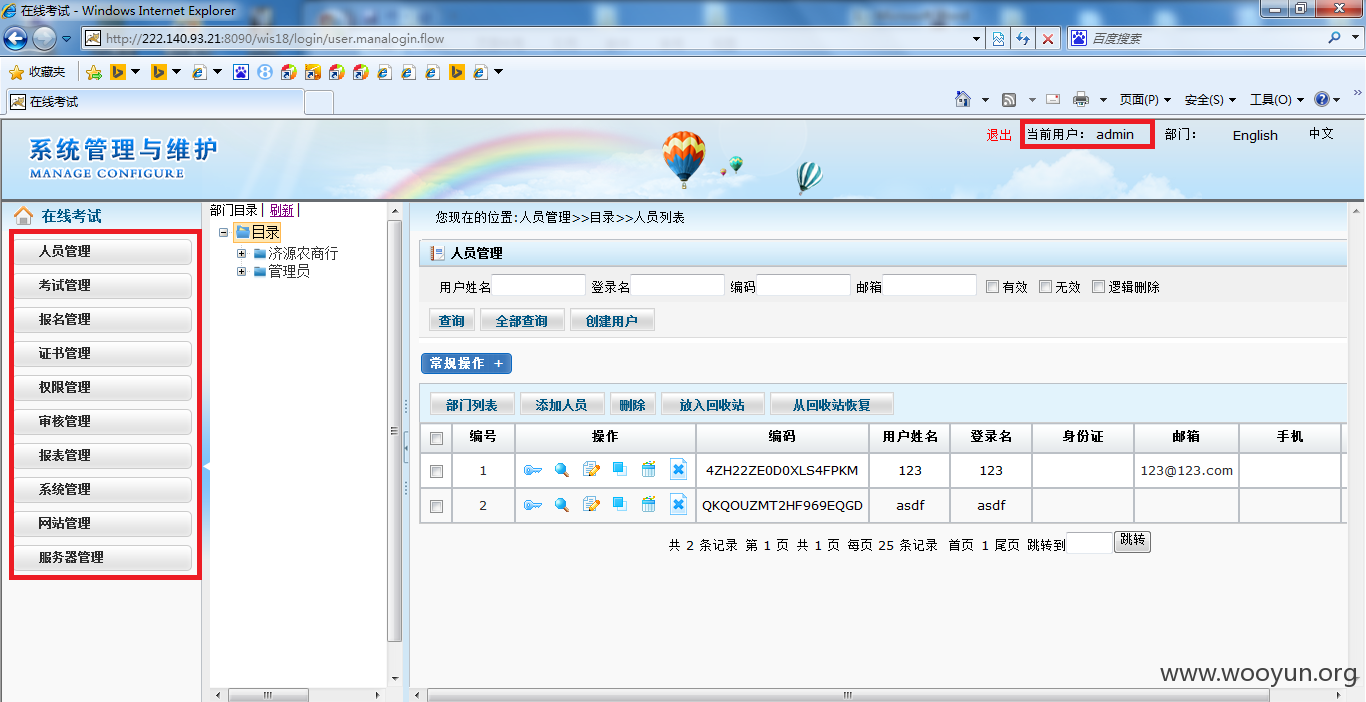 在线考试 - Windows Internet Explorer
http://222.140.93.21:8090/wis18/login/user.manalogin.flow
百度搜索
收藏夹
在线考试
页面(P) 安全(S) 工具(O)
系统管理与维护
MANAGE CONFIGURE
退出 当前用户： admin 部门： English 中文
在线考试
人员管理
考试管理
报名管理
证书管理
权限管理
审核管理
报表管理
系统管理
网站管理
服务器管理
部门目录 | 刷新 |
目录
济源农商行
管理员
您现在的位置:人员管理>>目录>>人员列表
人员管理
用户姓名 登录名 编码 邮箱 有效 无效 逻辑删除
查询 全部查询 创建用户
常规操作 +
部门列表 添加人员 删除 放入回收站 从回收站恢复
编号 操作 编码 用户姓名 登录名 身份证 邮箱 手机
1 4ZH22ZE0D0XLS4FPKM 123 123 123@123.com
2 QKQOUZMT2HF969EQGD asdf asdf
共 2 条记录 第 1 页 共 1 页 每页 25 条记录 首页 1 尾页 跳转到 跳转
www.wooyun.org